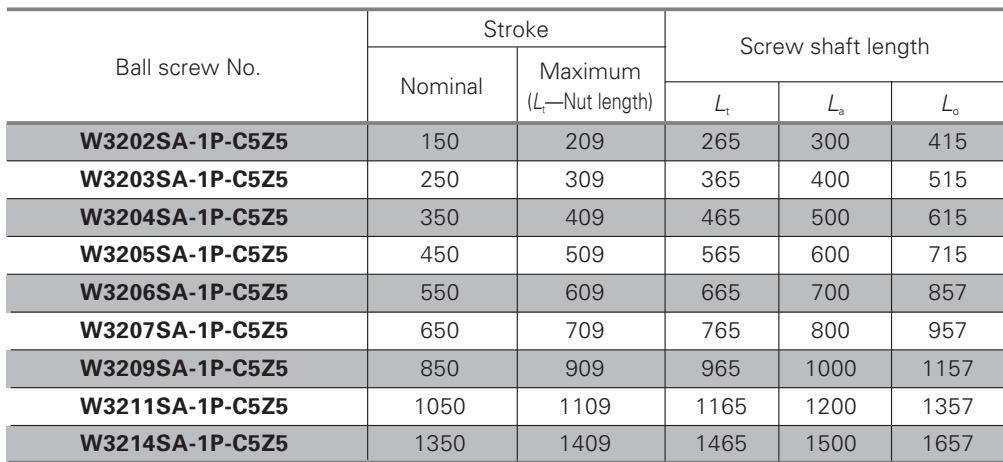 Ball screw No. Stroke Screw shaft length
Nominal Maximum
(Lt—Nut length) Lt La Lo
W3202SA-1P-C5Z5 150 209 265 300 415
W3203SA-1P-C5Z5 250 309 365 400 515
W3204SA-1P-C5Z5 350 409 465 500 615
W3205SA-1P-C5Z5 450 509 565 600 715
W3206SA-1P-C5Z5 550 609 665 700 857
W3207SA-1P-C5Z5 650 709 765 800 957
W3209SA-1P-C5Z5 850 909 965 1000 1157
W3211SA-1P-C5Z5 1050 1109 1165 1200 1357
W3214SA-1P-C5Z5 1350 1409 1465 1500 1657